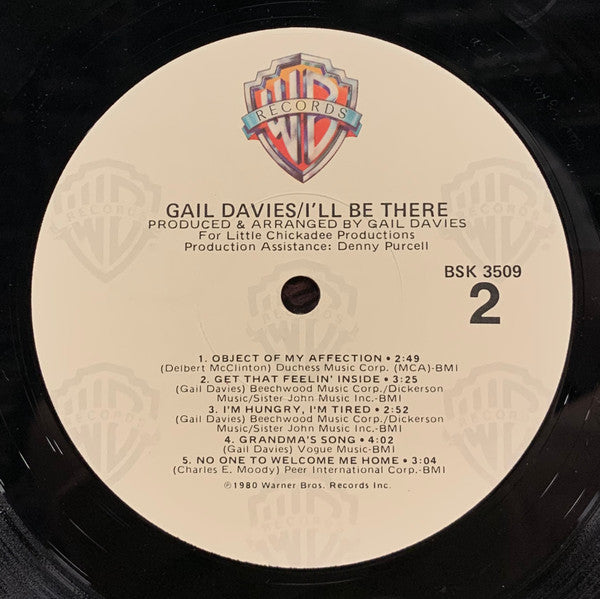 WB
RECORDS
GAIL DAVIES/I'LL BE THERE
PRODUCED & ARRANGED BY GAIL DAVIES
For Little Chickadee Productions
Production Assistance: Denny Purcell
BSK 3509
2
1. OBJECT OF MY AFFECTION • 2:49
(Delbert McClinton) Duchess Music Corp. (MCA)-BMI
2. GET THAT FEELIN' INSIDE • 3:25
(Gail Davies) Beechwood Music Corp./Dickerson
Music/Sister John Music Inc.-BMI
3. I'M HUNGRY, I'M TIRED • 2:52
(Gail Davies) Beechwood Music Corp./Dickerson
Music/Sister John Music Inc.-BMI
4. GRANDMA'S SONG • 4:02
(Gail Davies) Vogue Music-BMI
5. NO ONE TO WELCOME ME HOME • 3:04
(Charles E. Moody) Peer International Corp.-BMI
℗1980 Warner Bros. Records Inc.